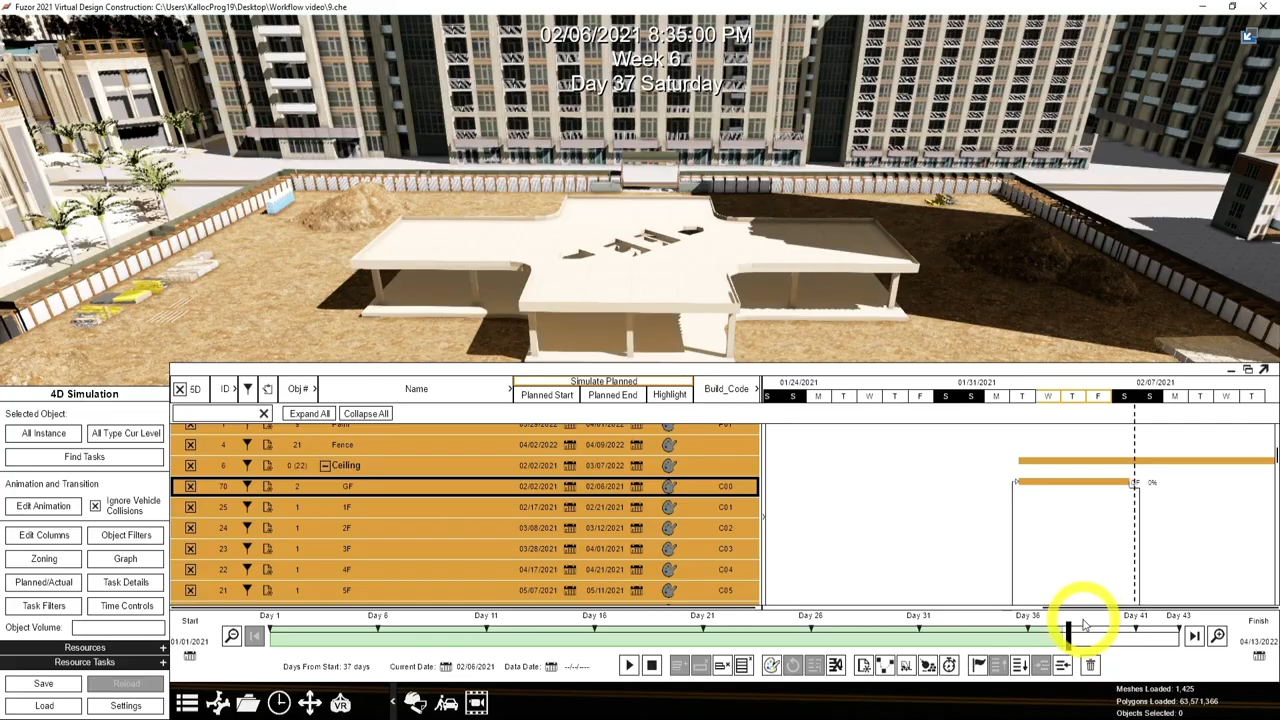 Fuzor 2021 Virtual Design Construction: C:\Users\KallocProg19\Desktop\Workflow video\9.che
02/06/2021 8:35:00 PM
Week 6
Day 37 Saturday
4D Simulation
Selected Object:
All Instance
All Type Cur Level
Find Tasks
Animation and Transition
Edit Animation
Ignore Vehicle
Collisions
Edit Columns
Object Filters
Zoning
Graph
Planned/Actual
Task Details
Task Filters
Time Controls
Object Volume:
Resources +
Resource Tasks +
Save
Reload
Load
Settings
5D ID Obj # Name Simulate Planned Build_Code
Planned Start Planned End Highlight
Expand All Collapse All
4 21 Fence 04/02/2022 04/09/2022
6 0 (22) Ceiling 02/02/2021 03/07/2022
70 2 GF 02/02/2021 02/06/2021 C00
25 1 1F 02/17/2021 02/21/2021 C01
24 1 2F 03/08/2021 03/12/2021 C02
23 1 3F 03/28/2021 04/01/2021 C03
22 1 4F 04/17/2021 04/21/2021 C04
21 1 5F 05/07/2021 05/11/2021 C05
01/24/2021 01/31/2021 02/07/2021
S S M T W T F S S M T W T F S S M T W T
GF 0%
Start
01/01/2021
Day 1 Day 6 Day 11 Day 16 Day 21 Day 26 Day 31 Day 36 Day 41 Day 43
Finish
04/13/2022
Days From Start: 37 days Current Date: 02/06/2021 Data Date: --/--/--
VR
Meshes Loaded: 1,425
Polygons Loaded: 63,571,366
Objects Selected: 0